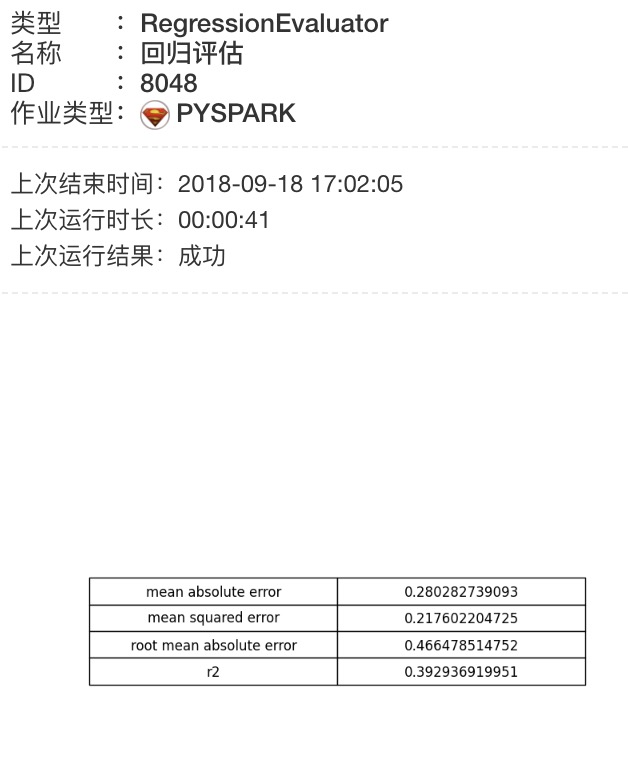 类型 ： RegressionEvaluator
名称 ： 回归评估
ID ： 8048
作业类型： PYSPARK
上次结束时间： 2018-09-18 17:02:05
上次运行时长： 00:00:41
上次运行结果： 成功
mean absolute error 0.280282739093
mean squared error 0.217602204725
root mean absolute error 0.466478514752
r2 0.392936919951